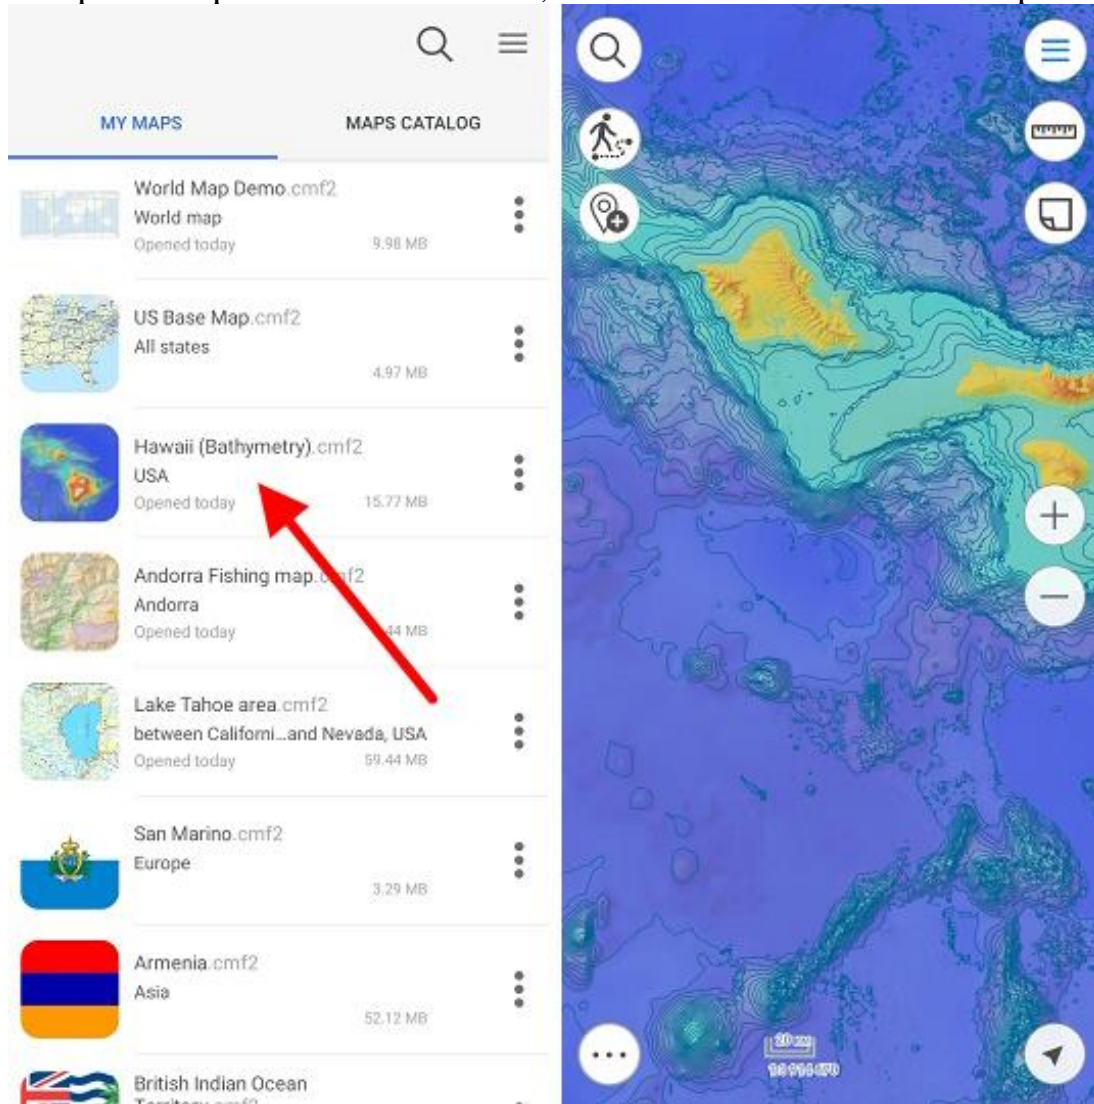 MY MAPS
MAPS CATALOG
World Map Demo.cmf2
World map
Opened today 9.98 MB
US Base Map.cmf2
All states
4.97 MB
Hawaii (Bathymetry).cmf2
USA
Opened today 15.77 MB
Andorra Fishing map.
Andorra
Opened today 44 MB
Lake Tahoe area.cmf2
between Californi...and Nevada, USA
Opened today 59.44 MB
San Marino.cmf2
Europe
3.29 MB
Armenia.cmf2
Asia
52.12 MB
British Indian Ocean